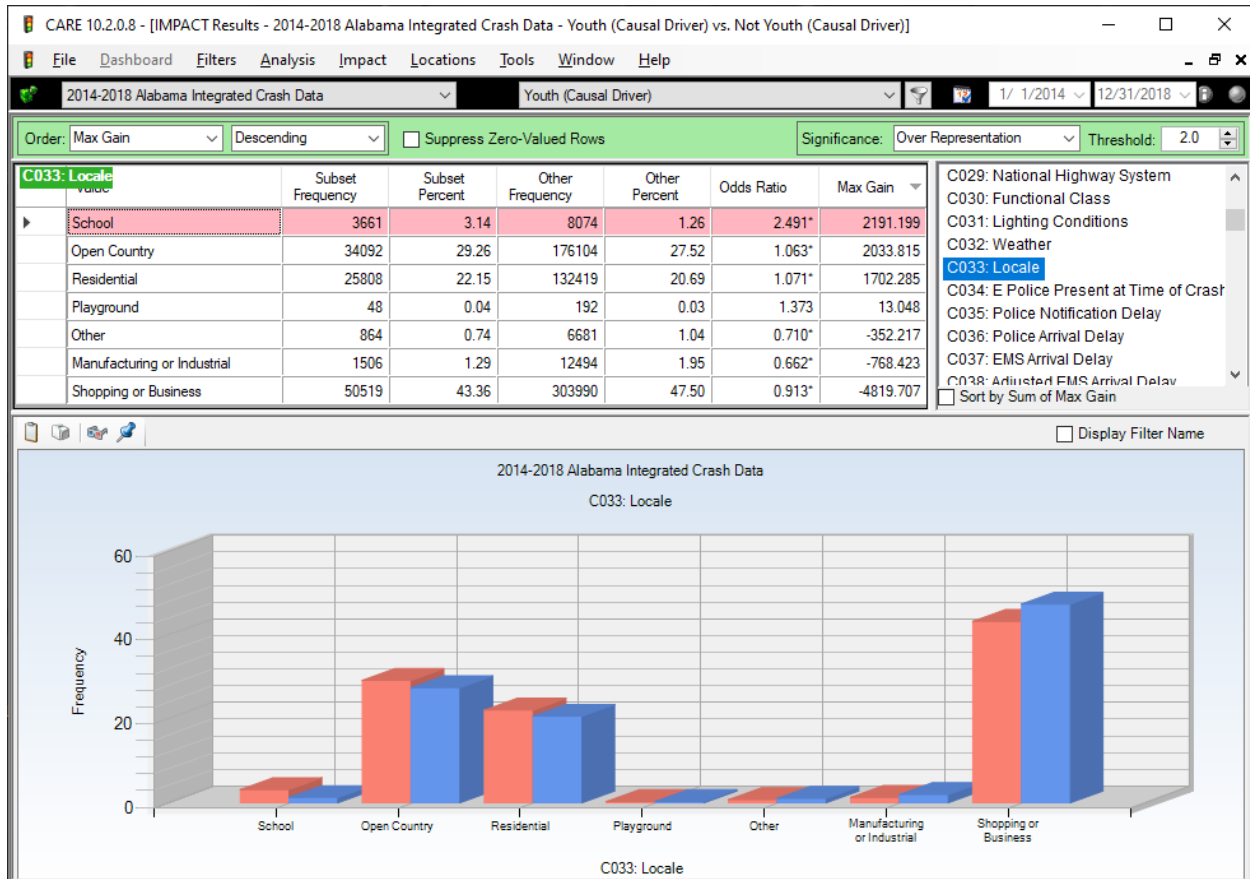 CARE 10.2.0.8 - [IMPACT Results - 2014-2018 Alabama Integrated Crash Data - Youth (Causal Driver) vs. Not Youth (Causal Driver)]
File Dashboard Filters Analysis Impact Locations Tools Window Help
2014-2018 Alabama Integrated Crash Data Youth (Causal Driver) 1/ 1/2014 12/31/2018
Order: Max Gain Descending Suppress Zero-Valued Rows Significance: Over Representation Threshold: 2.0
C033: Locale
Value Subset Frequency Subset Percent Other Frequency Other Percent Odds Ratio Max Gain
School 3661 3.14 8074 1.26 2.491* 2191.199
Open Country 34092 29.26 176104 27.52 1.063* 2033.815
Residential 25808 22.15 132419 20.69 1.071* 1702.285
Playground 48 0.04 192 0.03 1.373 13.048
Other 864 0.74 6681 1.04 0.710* -352.217
Manufacturing or Industrial 1506 1.29 12494 1.95 0.662* -768.423
Shopping or Business 50519 43.36 303990 47.50 0.913* -4819.707
C029: National Highway System
C030: Functional Class
C031: Lighting Conditions
C032: Weather
C033: Locale
C034: E Police Present at Time of Crash
C035: Police Notification Delay
C036: Police Arrival Delay
C037: EMS Arrival Delay
C038: Adjusted EMS Arrival Delay
Sort by Sum of Max Gain
Display Filter Name
2014-2018 Alabama Integrated Crash Data
C033: Locale
Frequency
60
40
20
0
School
Open Country
Residential
Playground
Other
Manufacturing
or Industrial
Shopping or
Business
C033: Locale